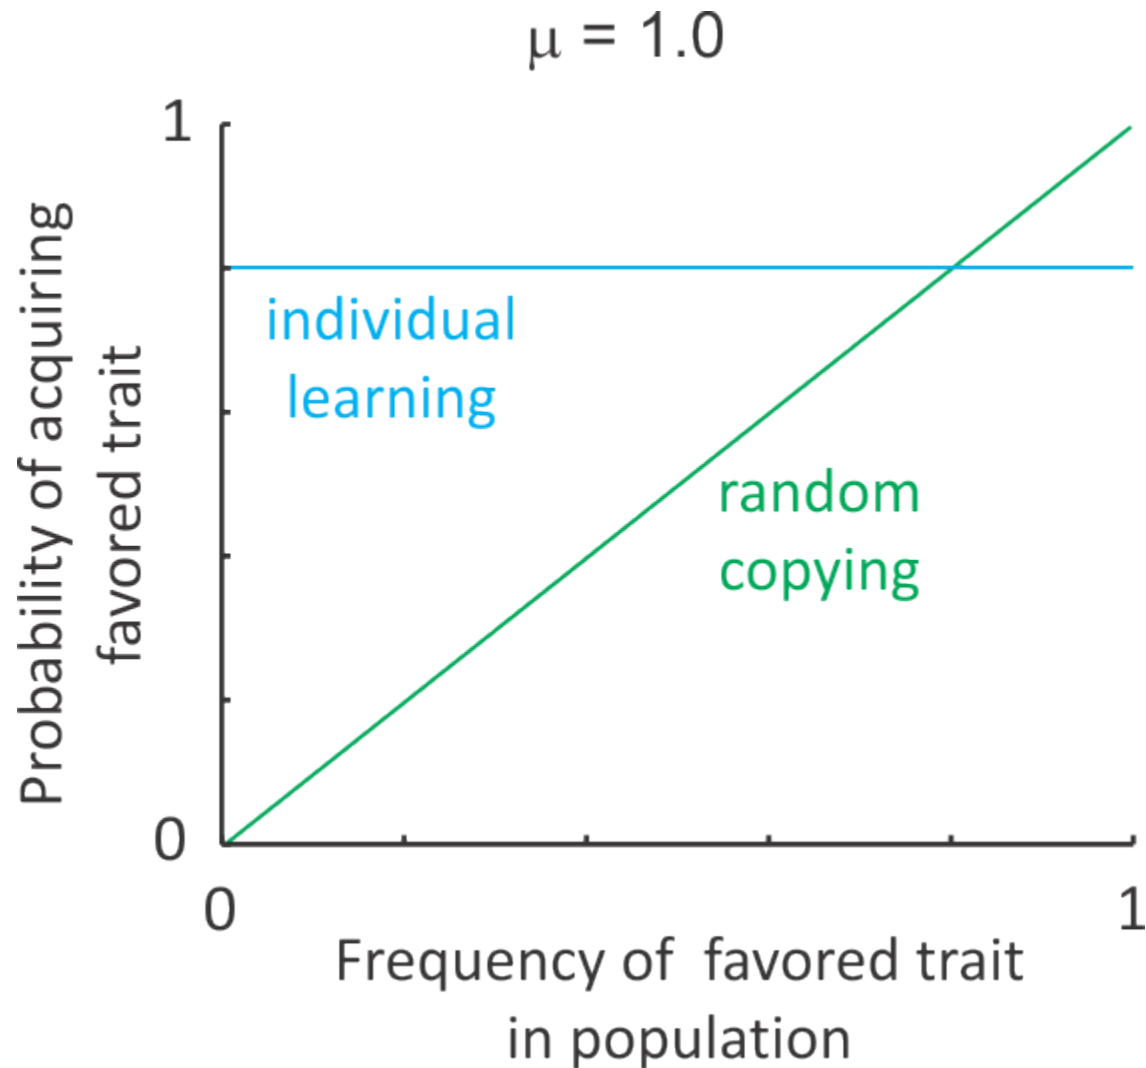 μ = 1.0
1
Probability of acquiring
favored trait
individual
learning
random
copying
0
0
1
Frequency of favored trait
in population